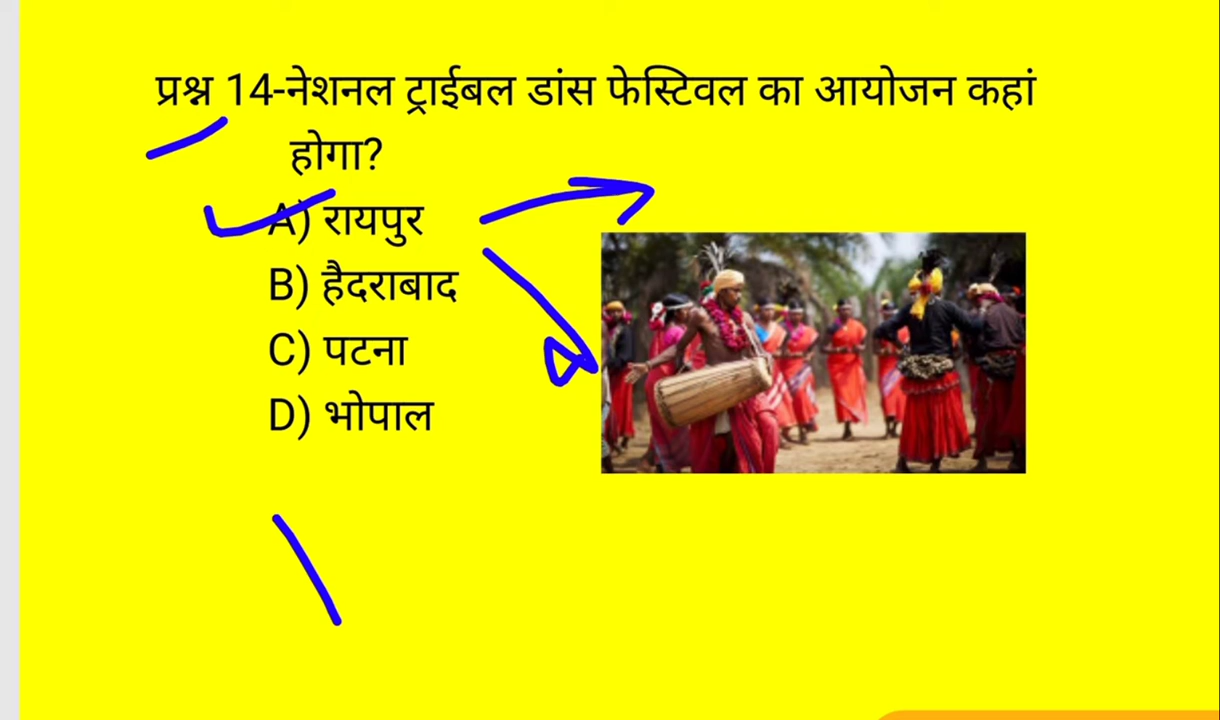 प्रश्न 14-नेशनल ट्राईबल डांस फेस्टिवल का आयोजन कहां
होगा?
A) रायपुर
B) हैदराबाद
C) पटना
D) भोपाल